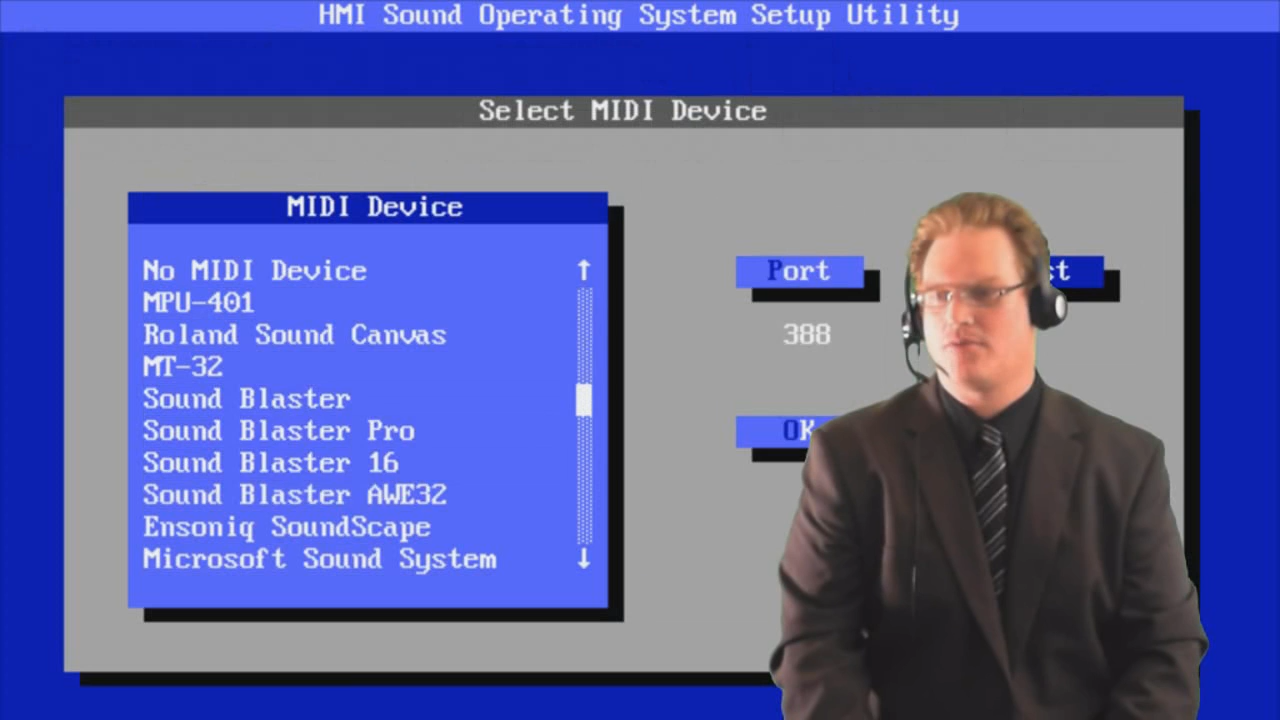 HMI Sound Operating System Setup Utility
Select MIDI Device
MIDI Device
No MIDI Device
MPU-401
Roland Sound Canvas
MT-32
Sound Blaster
Sound Blaster Pro
Sound Blaster 16
Sound Blaster AWE32
Ensoniq SoundScape
Microsoft Sound System
Port
388
OK